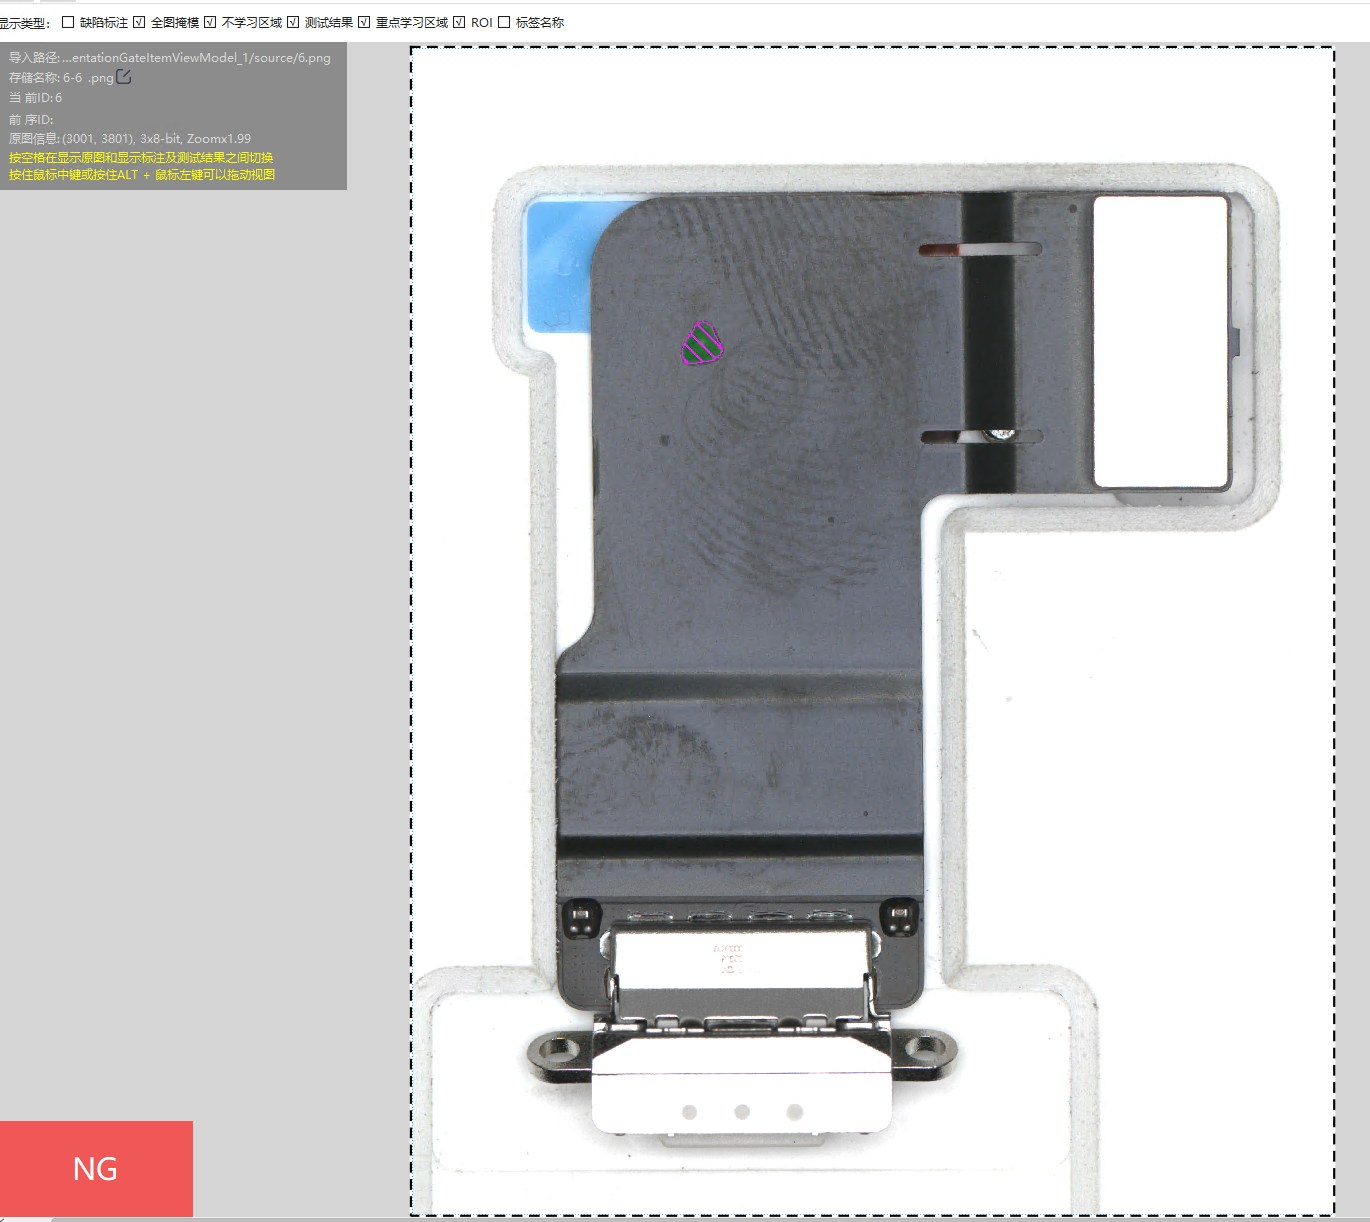 显示类型: 缺陷标注 全图掩模 不学习区域 测试结果 重点学习区域 ROI 标签名称
导入路径: ...entationGateItemViewModel_1/source/6.png
存储名称: 6-6 .png
当 前ID: 6
前 序ID:
原图信息: (3001, 3801), 3x8-bit, Zoomx1.99
按空格在显示原图和显示标注及测试结果之间切换
按住鼠标中键或按住ALT + 鼠标左键可以拖动视图
NG